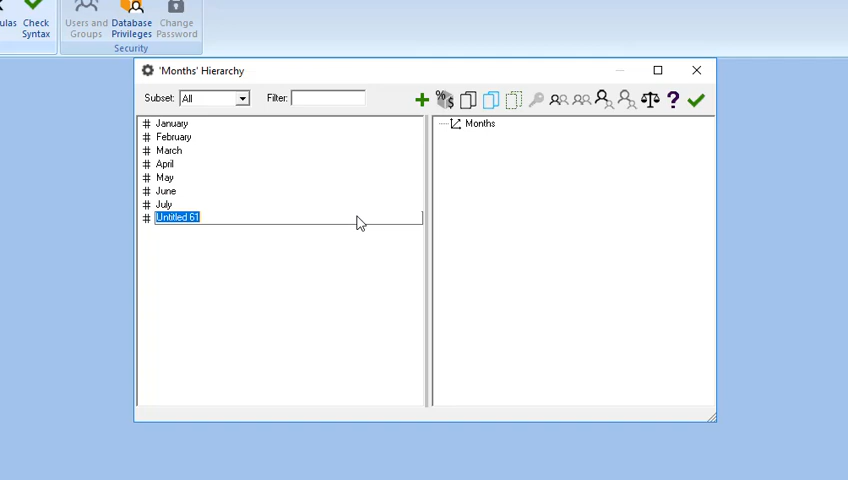 ulas Check Users and Database Change
Syntax Groups Privileges Password
Security
'Months' Hierarchy
Subset: All Filter: % $ ?
# January
# February
# March
# April
# May
# June
# July
# Untitled 61
Months